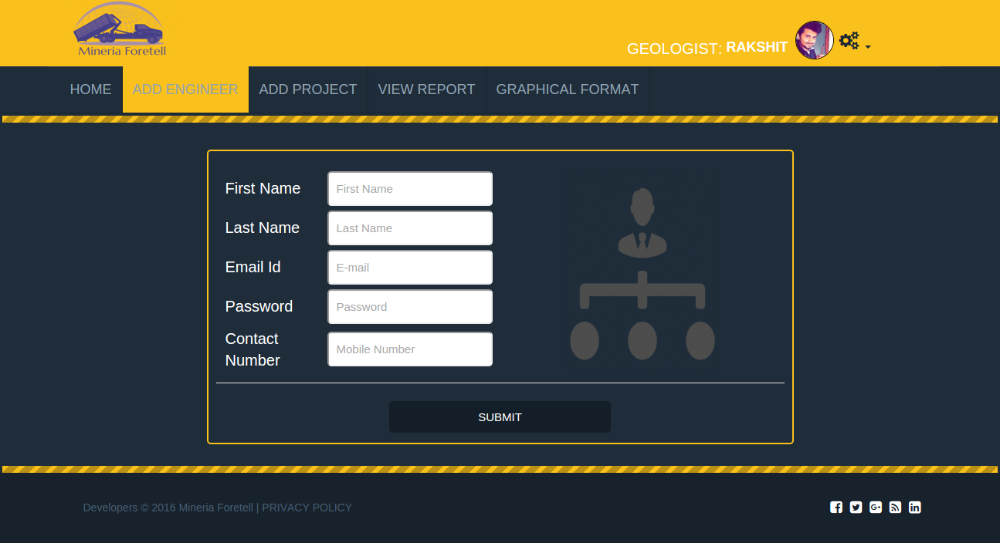 Mineria Foretell
GEOLOGIST: RAKSHIT
HOME ADD ENGINEER ADD PROJECT VIEW REPORT GRAPHICAL FORMAT
First Name First Name
Last Name Last Name
Email Id E-mail
Password Password
Contact
Number Mobile Number
SUBMIT
Developers © 2016 Mineria Foretell | PRIVACY POLICY